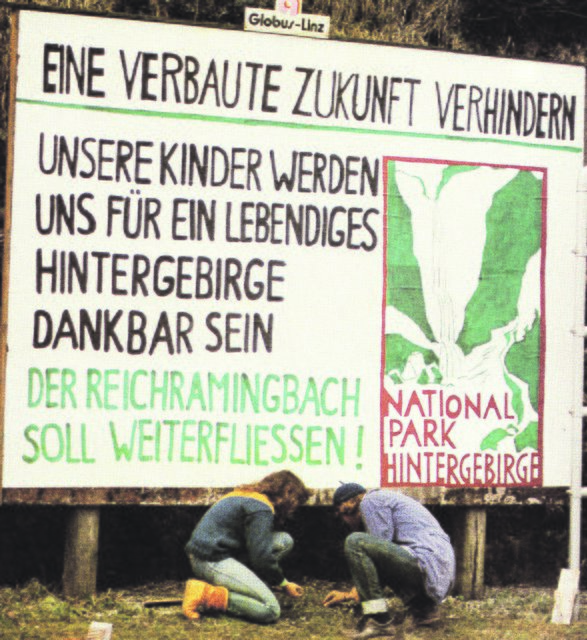 Globus-Linz
EINE VERBAUTE ZUKUNFT VERHINDERN
UNSERE KINDER WERDEN
UNS FÜR EIN LEBENDIGES
HINTERGEBIRGE
DANKBAR SEIN
DER REICHRAMINGBACH
SOLL WEITERFLIESSEN!
NATIONAL
PARK
HINTERGEBIRGE